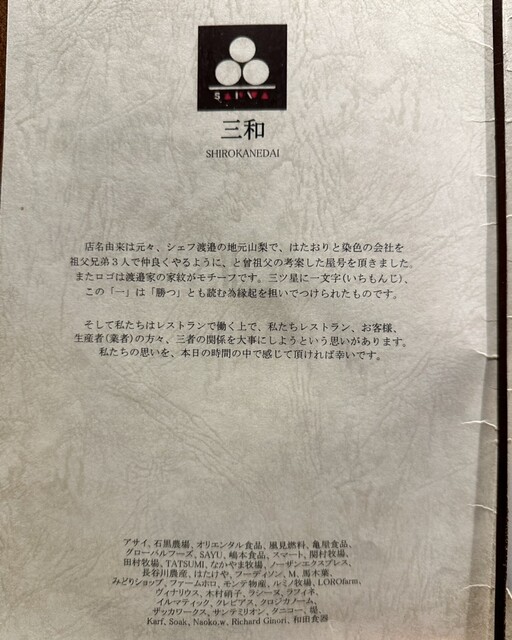 SANWA
三和
SHIROKANEDAI
店名由来は元々、シェフ渡邉の地元山梨で、はたおりと染色の会社を
祖父兄弟３人で仲良くやるように、と曾祖父の考案した屋号を頂きました。
またロゴは渡邉家の家紋がモチーフです。三ツ星に一文字(いちもんじ)、
この「一」は「勝つ」とも読む為縁起を担いでつけられたものです。
そして私たちはレストランで働く上で、私たちレストラン、お客様、
生産者(業者)の方々、三者の関係を大事にしようという思いがあります。
私たちの思いを、本日の時間の中で感じて頂ければ幸いです。
アサイ、石黒農場、オリエンタル食品、風見燃料、亀屋食品、
グローバルフーズ、SAYU、嶋本食品、スマート、関村牧場、
田村牧場、TATSUMI、なかやま牧場、ノーザンエクスプレス、
長谷川農産、はたけや、フーディソン、M、馬木葉、
みどりショップ、ファームホロ、モンテ物産、ルミノ牧場、LOROfarm、
ヴィナリウス、木村硝子、ラシーヌ、ラフィネ、
イルマティック、クレビアス、クロジカノーム、
ザッカワークス、サンテミリオン、タニコー、堤、
Karf、Soak、Naoko.w、Richard Ginori、和田食器